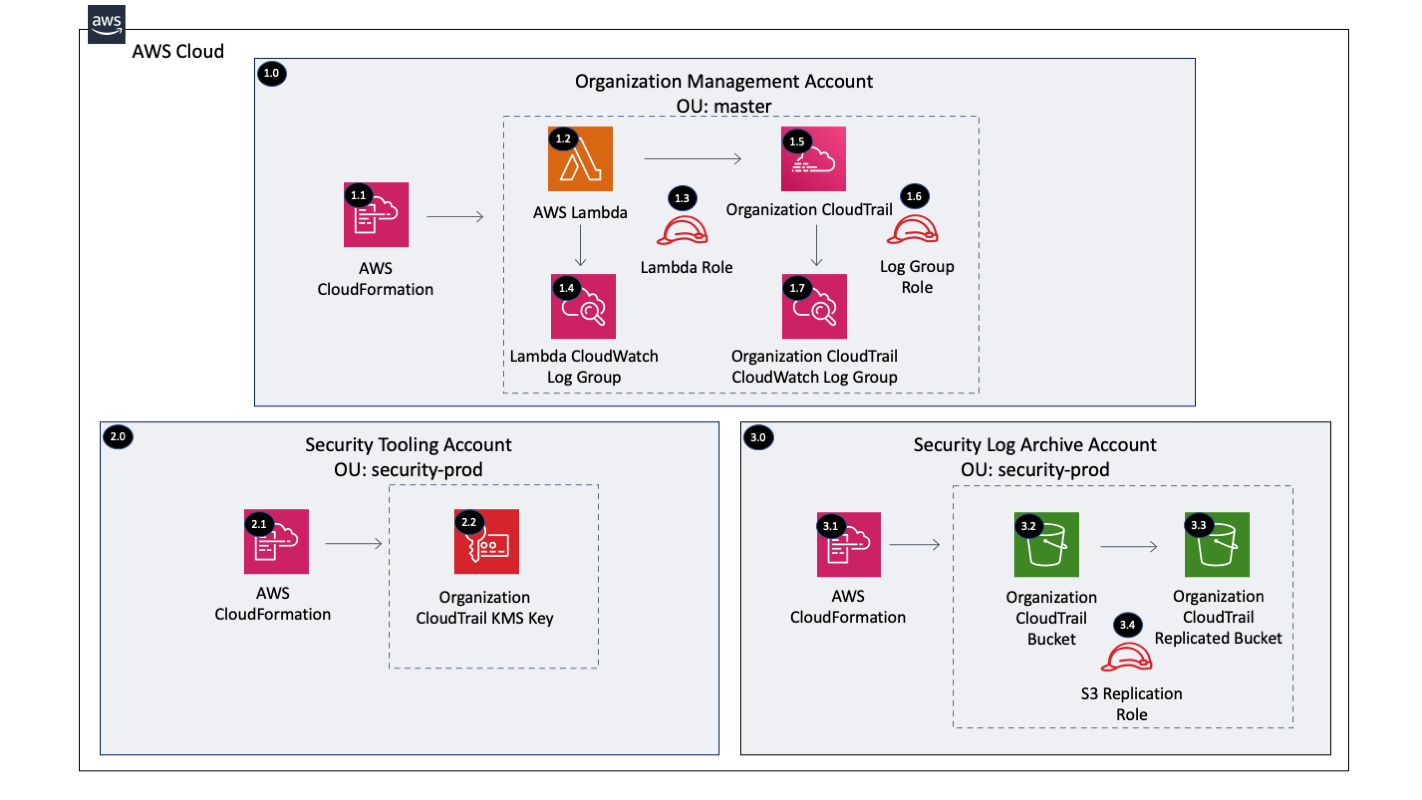 aws
AWS Cloud
1.0
Organization Management Account
OU: master
1.1
AWS
CloudFormation
1.2
AWS Lambda
1.3
Lambda Role
1.4
Lambda CloudWatch
Log Group
1.5
Organization CloudTrail
1.6
Log Group
Role
1.7
Organization CloudTrail
CloudWatch Log Group
2.0
Security Tooling Account
OU: security-prod
2.1
AWS
CloudFormation
2.2
Organization
CloudTrail KMS Key
3.0
Security Log Archive Account
OU: security-prod
3.1
AWS
CloudFormation
3.2
Organization
CloudTrail
Bucket
3.3
Organization
CloudTrail
Replicated Bucket
3.4
S3 Replication
Role